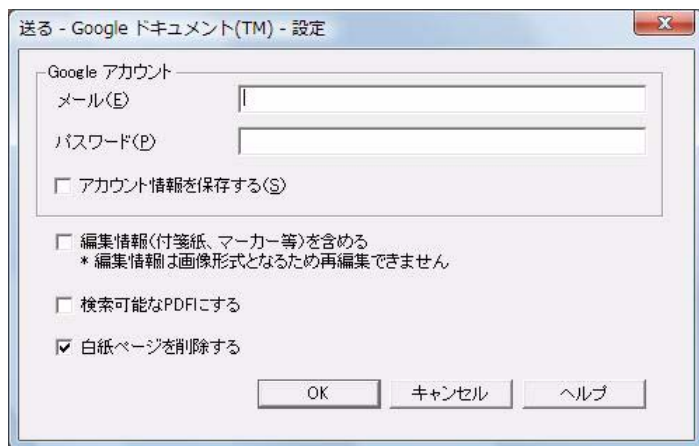 送る - Google ドキュメント(TM) - 設定
Google アカウント
メール(E)
パスワード(P)
アカウント情報を保存する(S)
編集情報(付箋紙、マーカー等)を含める
* 編集情報は画像形式となるため再編集できません
検索可能なPDFにする
白紙ページを削除する
OK キャンセル ヘルプ